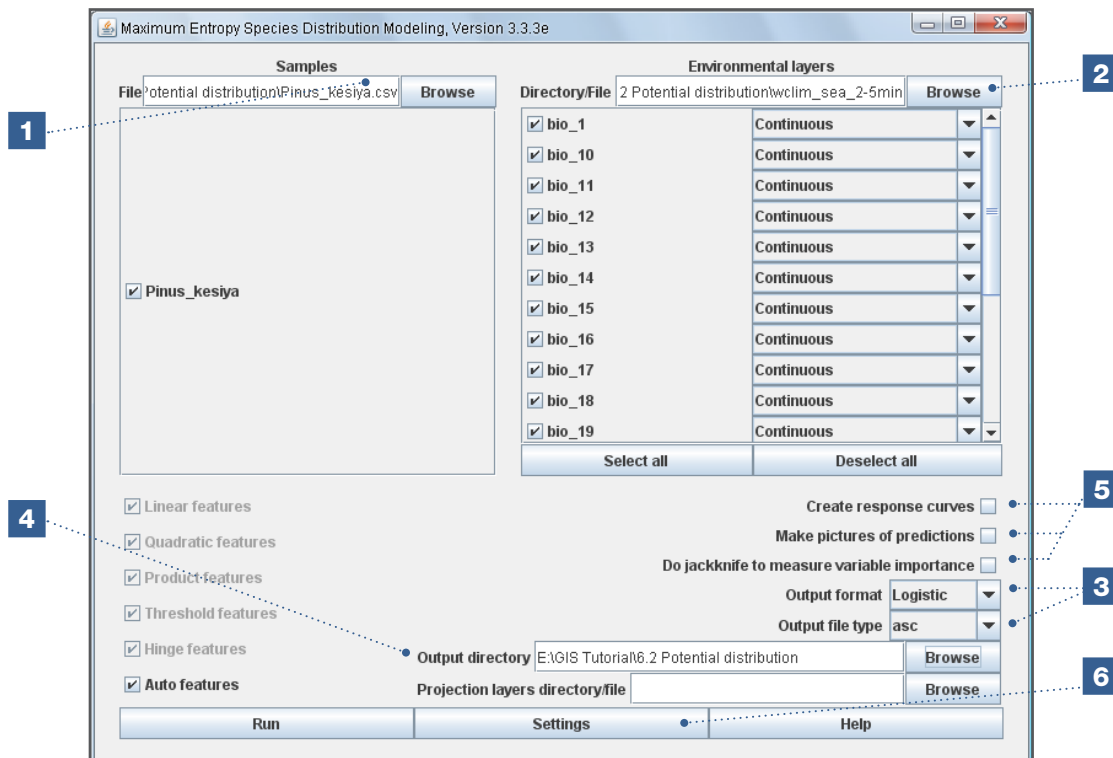 Maximum Entropy Species Distribution Modeling, Version 3.3.3e
Samples
File Potential distribution\Pinus_kesiya.csv Browse
1
Pinus_kesiya
Environmental layers
Directory/File 2 Potential distribution\wclim_sea_2-5min Browse
2
bio_1 Continuous
bio_10 Continuous
bio_11 Continuous
bio_12 Continuous
bio_13 Continuous
bio_14 Continuous
bio_15 Continuous
bio_16 Continuous
bio_17 Continuous
bio_18 Continuous
bio_19 Continuous
Select all Deselect all
Linear features
Quadratic features
Product features
Threshold features
Hinge features
Auto features
4
Create response curves
Make pictures of predictions
Do jackknife to measure variable importance
5
Output format Logistic
Output file type asc
3
Output directory E:\GIS Tutorial\6.2 Potential distribution Browse
Projection layers directory/file Browse
6
Run Settings Help